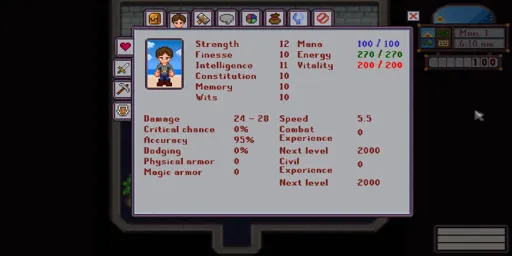 Strength 12 Mana 100 / 100
Finesse 10 Energy 270 / 270
Intelligence 11 Vitality 200 / 200
Constitution 10
Memory 10
Wits 10
Damage 24 - 28 Speed 5.5
Critical chance 0% Combat Experience 0
Accuracy 95%
Dodging 0% Next level 2000
Physical armor 0 Civil Experience 0
Magic armor 0
Next level 2000
Mon. 1
6:10 am
100